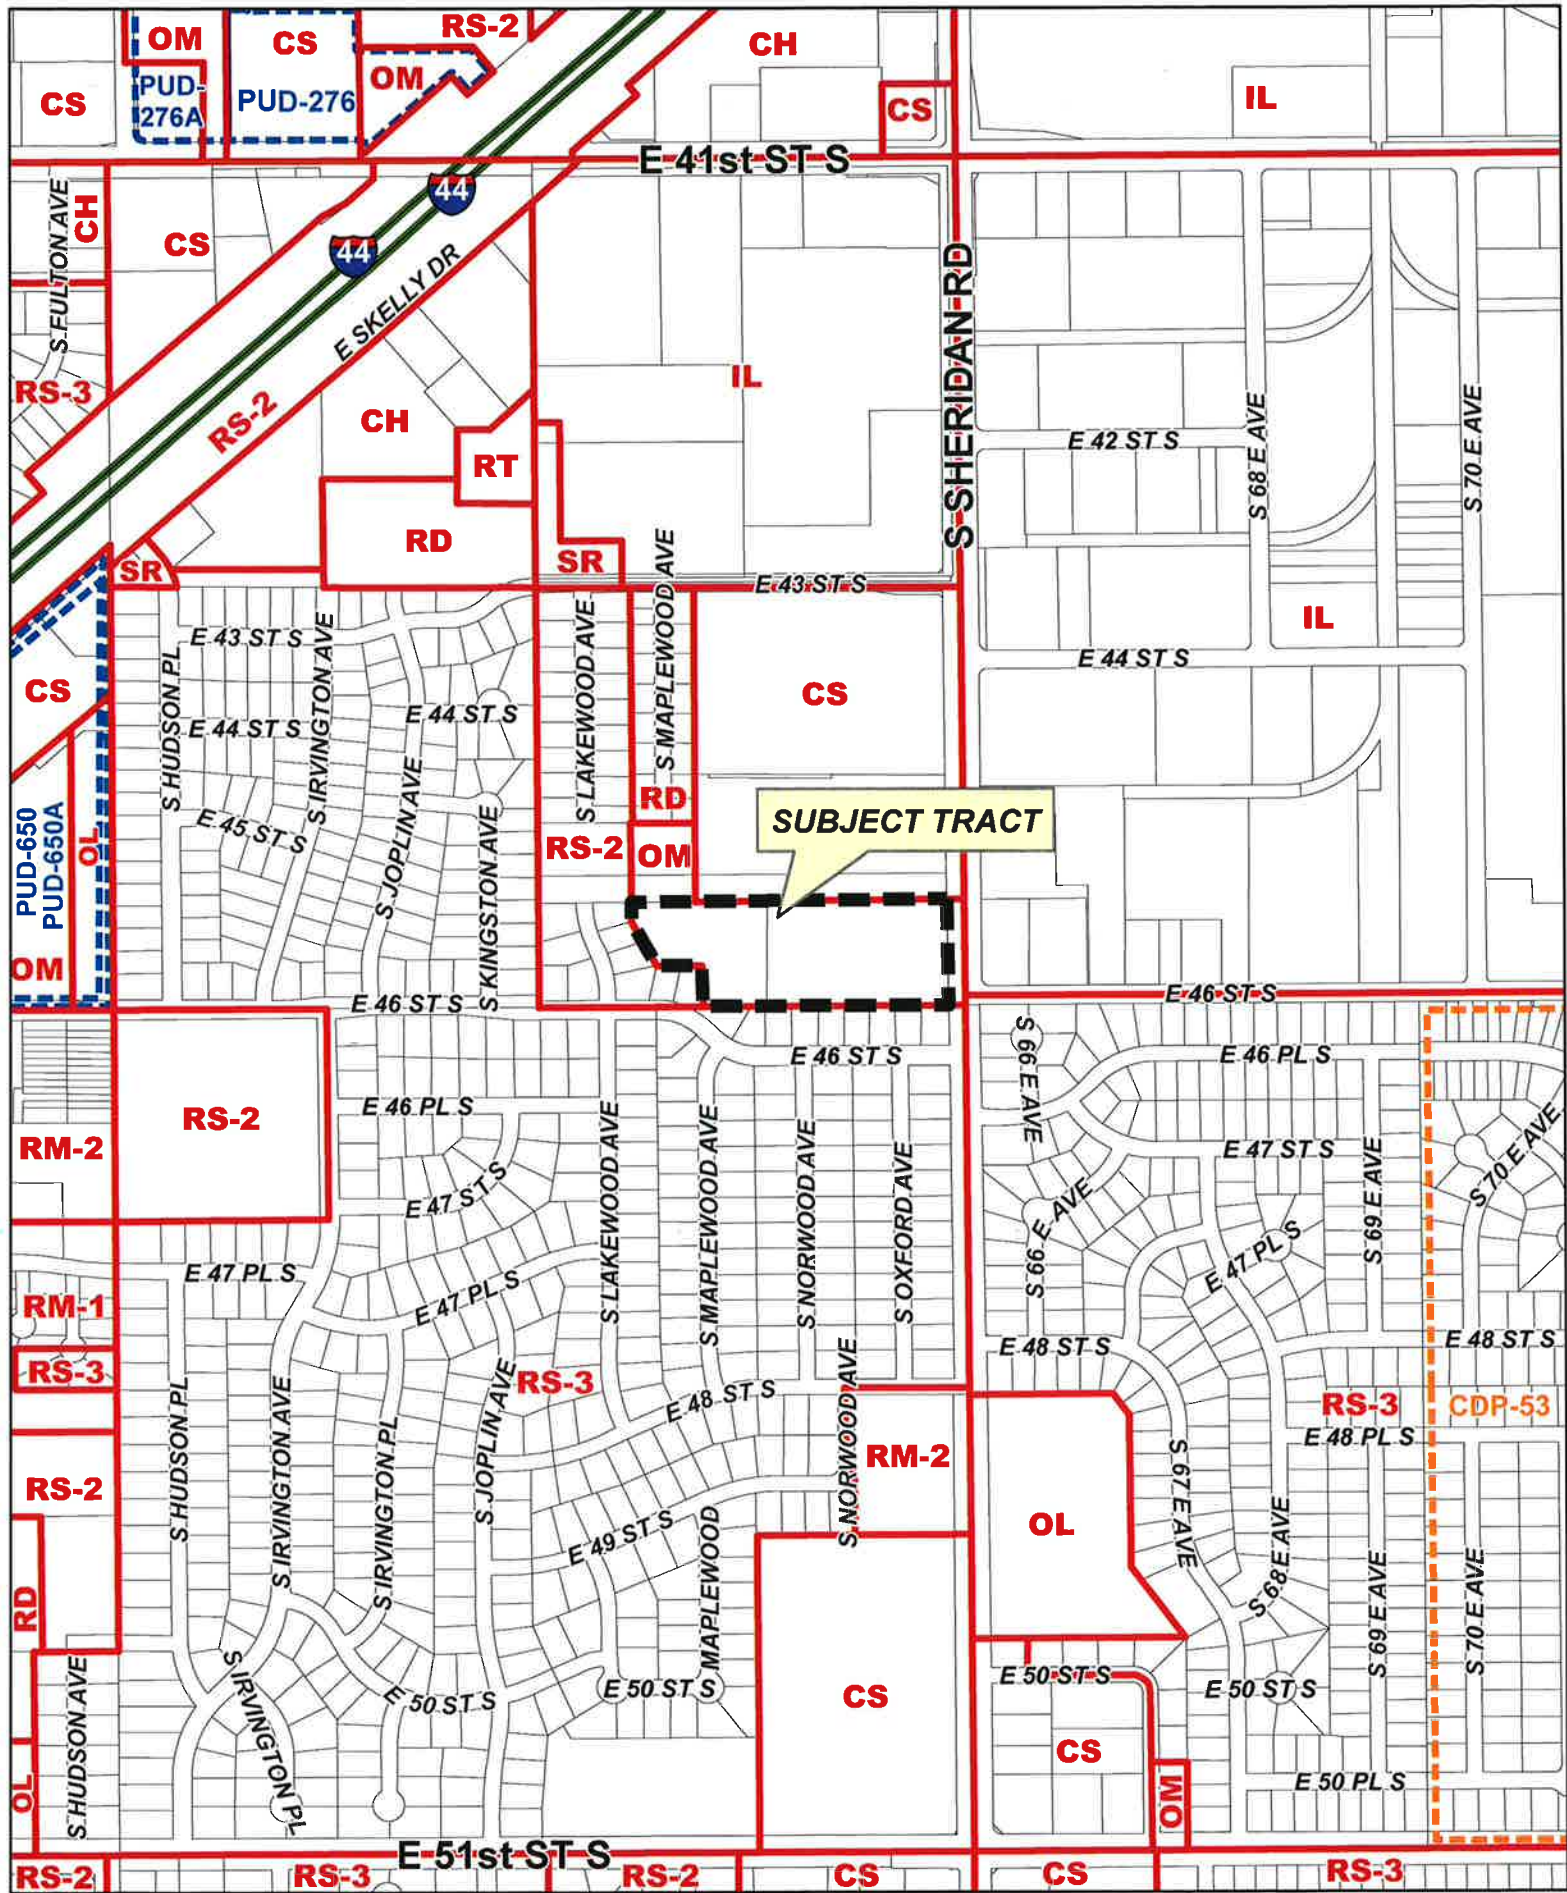 OM
CS
RS-2
CH
OM
CS
PUD-
276A
PUD-276
CS
IL
E 41st ST S
44
44
S FULTON AVE
CH
CS
E SKELLY DR
S SHERIDAN RD
RS-3
RS-2
CH
IL
RT
RD
SR
SR
E 42 ST S
S 68 E AVE
S 70 E AVE
S MAPLEWOOD AVE
E 43 ST S
E 43 ST S
S LAKEWOOD AVE
IL
E 44 ST S
CS
S HUDSON PL
S IRVINGTON AVE
E 44 ST S
E 44 ST S
CS
S JOPLIN AVE
RD
SUBJECT TRACT
E 45 ST S
S KINGSTON AVE
RS-2
OM
PUD-650
PUD-650A
OL
OM
E 46 ST S
E 46 ST S
E 46 ST S
S 66 E AVE
E 46 PL S
RS-2
E 46 PL S
RM-2
E 47 ST S
E 47 ST S
S LAKEWOOD AVE
S MAPLEWOOD AVE
S NORWOOD AVE
S OXFORD AVE
S 66 E AVE
S 69 E AVE
S 70 E AVE
E 47 PL S
E 47 PL S
E 47 PL S
RM-1
RS-3
E 48 ST S
E 48 ST S
RS-3
E 48 ST S
S NORWOOD AVE
RS-3
CDP-53
E 48 PL S
RM-2
S HUDSON PL
S IRVINGTON AVE
S IRVINGTON PL
S JOPLIN AVE
RS-2
S 67 E AVE
OL
E 49 ST S
S 68 E AVE
S 69 E AVE
S 70 E AVE
MAPLEWOOD
RD
S HUDSON AVE
S IRVINGTON PL
E 50 ST S
E 50 ST S
E 50 ST S
E 50 ST S
CS
CS
OM
E 50 PL S
OL
E 51st ST S
RS-2
RS-3
RS-2
CS
CS
RS-3